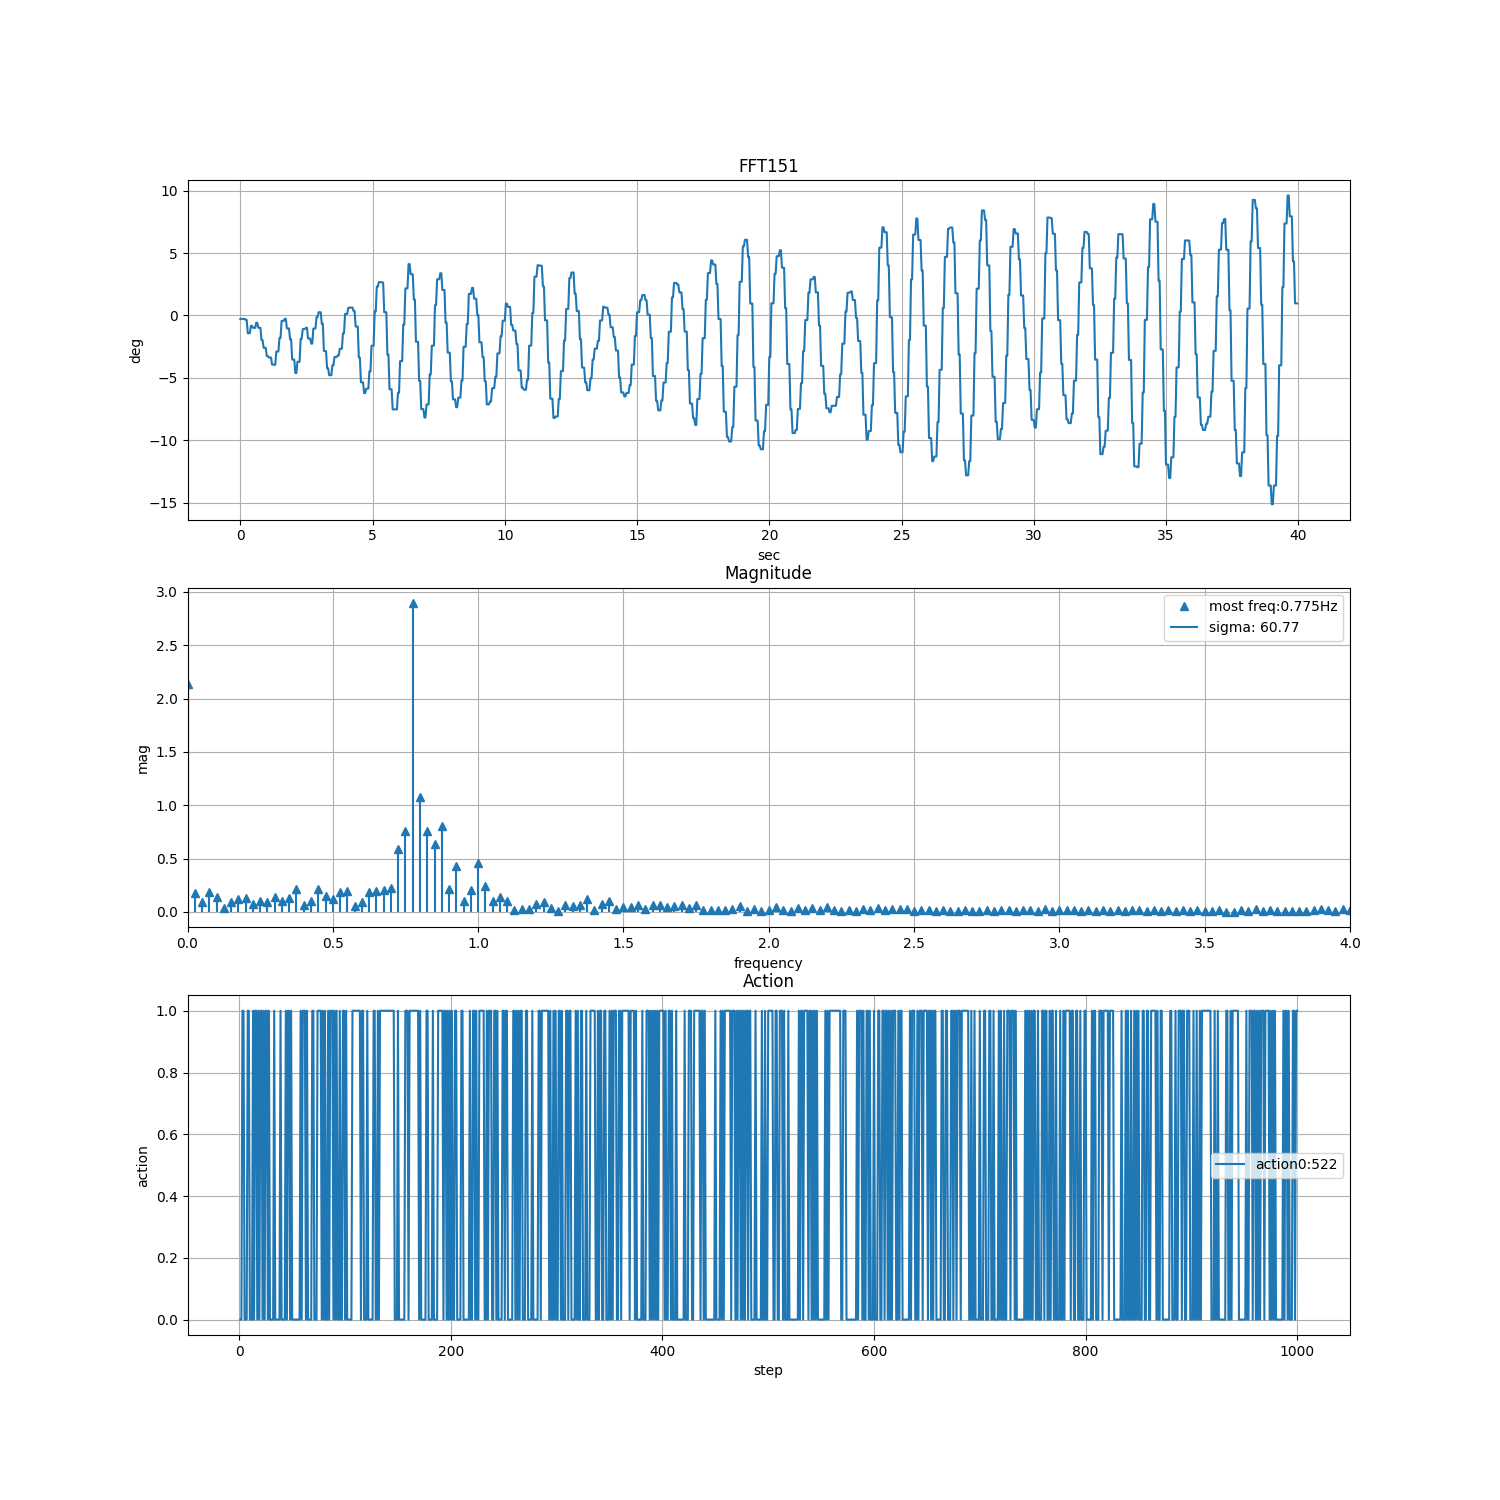 FFT151
10
5
0
−5
−10
−15
deg
0 5 10 15 20 25 30 35 40
sec
Magnitude
3.0
2.5
2.0
1.5
1.0
0.5
0.0
mag
most freq:0.775Hz
sigma: 60.77
0.0 0.5 1.0 1.5 2.0 2.5 3.0 3.5 4.0
frequency
Action
1.0
0.8
0.6
0.4
0.2
0.0
action
action0:522
0 200 400 600 800 1000
step